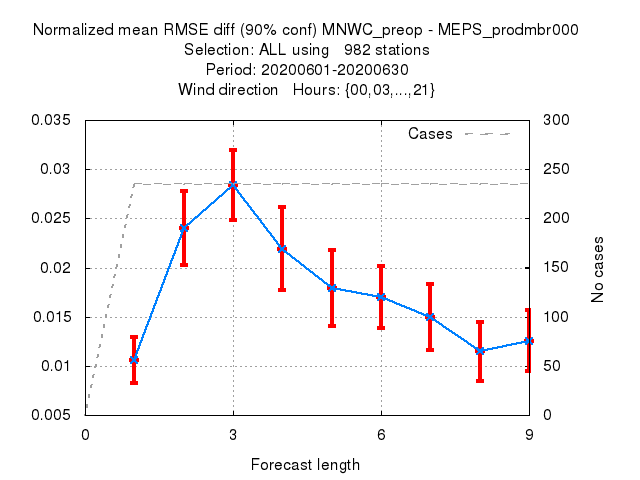 Normalized mean RMSE diff (90% conf) MNWC_preop - MEPS_prodmbr000
Selection: ALL using   982 stations
Period: 20200601-20200630
Wind direction   Hours: {00,03,...,21}
Cases
0.035
0.03
0.025
0.02
0.015
0.01
0.005
300
250
200
150
100
50
0
No cases
0
3
6
9
Forecast length